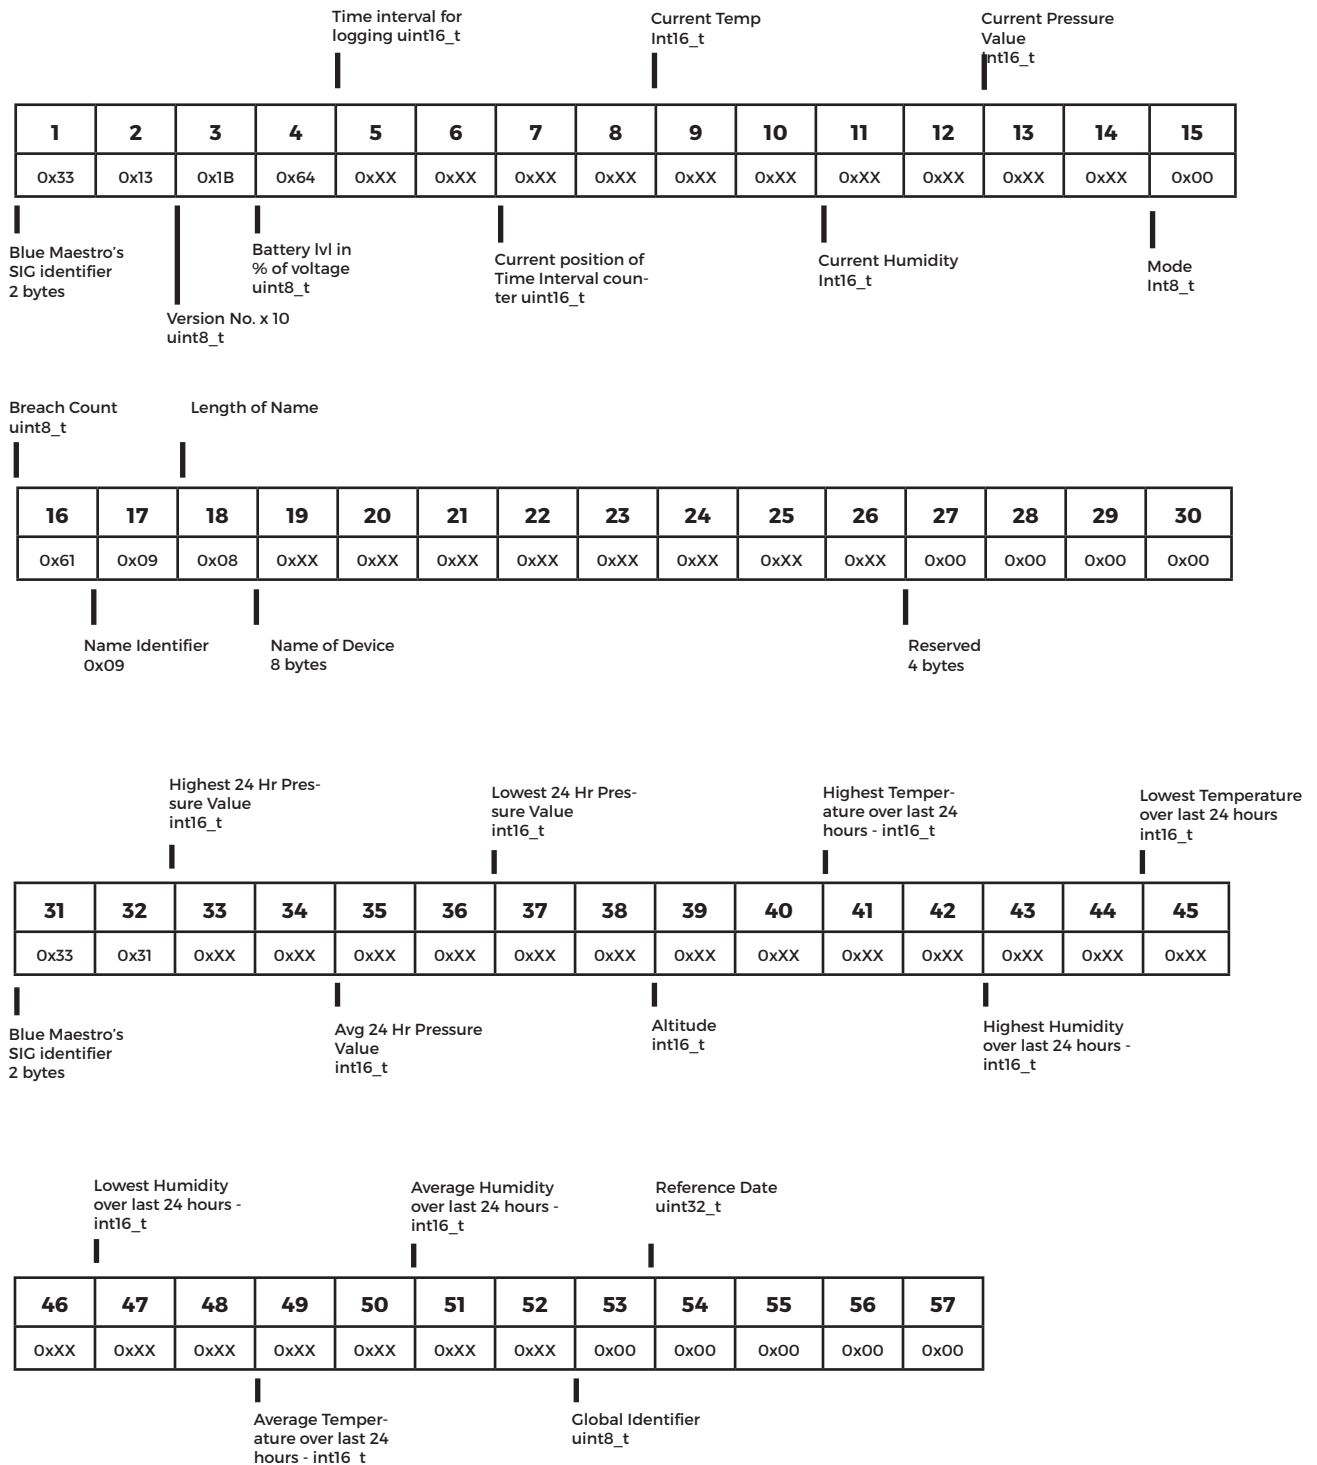 Time interval for
logging uint16_t
Current Temp
Int16_t
Current Pressure
Value
Int16_t
1 2 3 4 5 6 7 8 9 10 11 12 13 14 15
0x33 0x13 0x1B 0x64 0xXX 0xXX 0xXX 0xXX 0xXX 0xXX 0xXX 0xXX 0xXX 0xXX 0x00
Blue Maestro’s
SIG identifier
2 bytes
Version No. x 10
uint8_t
Battery lvl in
% of voltage
uint8_t
Current position of
Time Interval coun-
ter uint16_t
Current Humidity
Int16_t
Mode
Int8_t
Breach Count
uint8_t
Length of Name
16 17 18 19 20 21 22 23 24 25 26 27 28 29 30
0x61 0x09 0x08 0xXX 0xXX 0xXX 0xXX 0xXX 0xXX 0xXX 0xXX 0x00 0x00 0x00 0x00
Name Identifier
0x09
Name of Device
8 bytes
Reserved
4 bytes
Highest 24 Hr Pres-
sure Value
int16_t
Lowest 24 Hr Pres-
sure Value
int16_t
Highest Temper-
ature over last 24
hours - int16_t
Lowest Temperature
over last 24 hours
int16_t
31 32 33 34 35 36 37 38 39 40 41 42 43 44 45
0x33 0x31 0xXX 0xXX 0xXX 0xXX 0xXX 0xXX 0xXX 0xXX 0xXX 0xXX 0xXX 0xXX 0xXX
Blue Maestro’s
SIG identifier
2 bytes
Avg 24 Hr Pressure
Value
int16_t
Altitude
int16_t
Highest Humidity
over last 24 hours -
int16_t
Lowest Humidity
over last 24 hours -
int16_t
Average Humidity
over last 24 hours -
int16_t
Reference Date
uint32_t
46 47 48 49 50 51 52 53 54 55 56 57
0xXX 0xXX 0xXX 0xXX 0xXX 0xXX 0xXX 0x00 0x00 0x00 0x00 0x00
Average Temper-
ature over last 24
hours - int16_t
Global Identifier
uint8_t